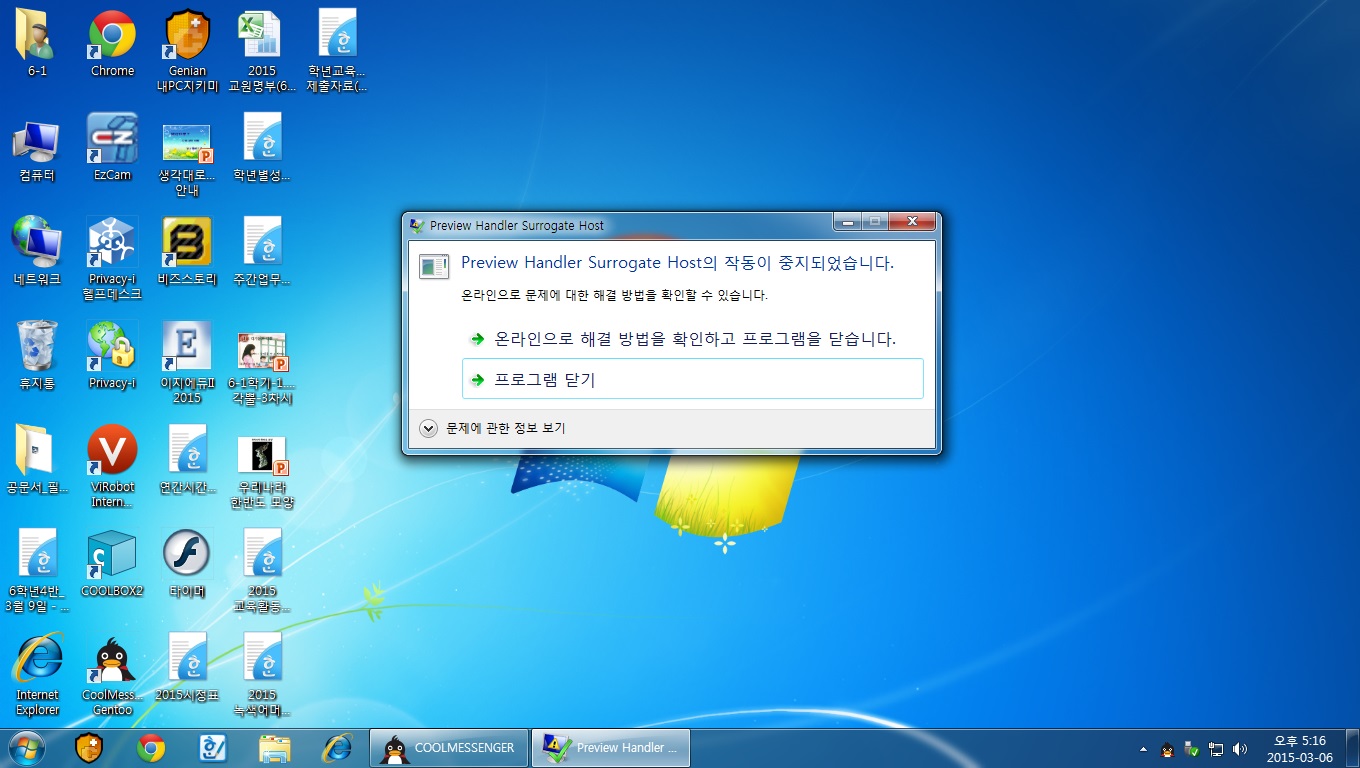 6-1
Chrome
Genian
내PC지키미
2015
교원명부(6...
학년교육...
제출자료(...
컴퓨터
EzCam
생각대로...
안내
학년별성...
네트워크
Privacy-i
헬프데스크
비즈스토리
주간업무...
휴지통
Privacy-i
이지에듀II
2015
6-1학기-1....
각뿔-3차시
공문서_필...
ViRobot
Intern...
연간시간...
우리나라
한반도 모양
6학년4반_
3월 9일 - ...
COOLBOX2
타이머
2015
교육활동...
Internet
Explorer
CoolMess...
Gentoo
2015시정표
2015
녹색어머...
Preview Handler Surrogate Host
Preview Handler Surrogate Host의 작동이 중지되었습니다.
온라인으로 문제에 대한 해결 방법을 확인할 수 있습니다.
온라인으로 해결 방법을 확인하고 프로그램을 닫습니다.
프로그램 닫기
문제에 관한 정보 보기
COOLMESSENGER
Preview Handler ...
오후 5:16
2015-03-06